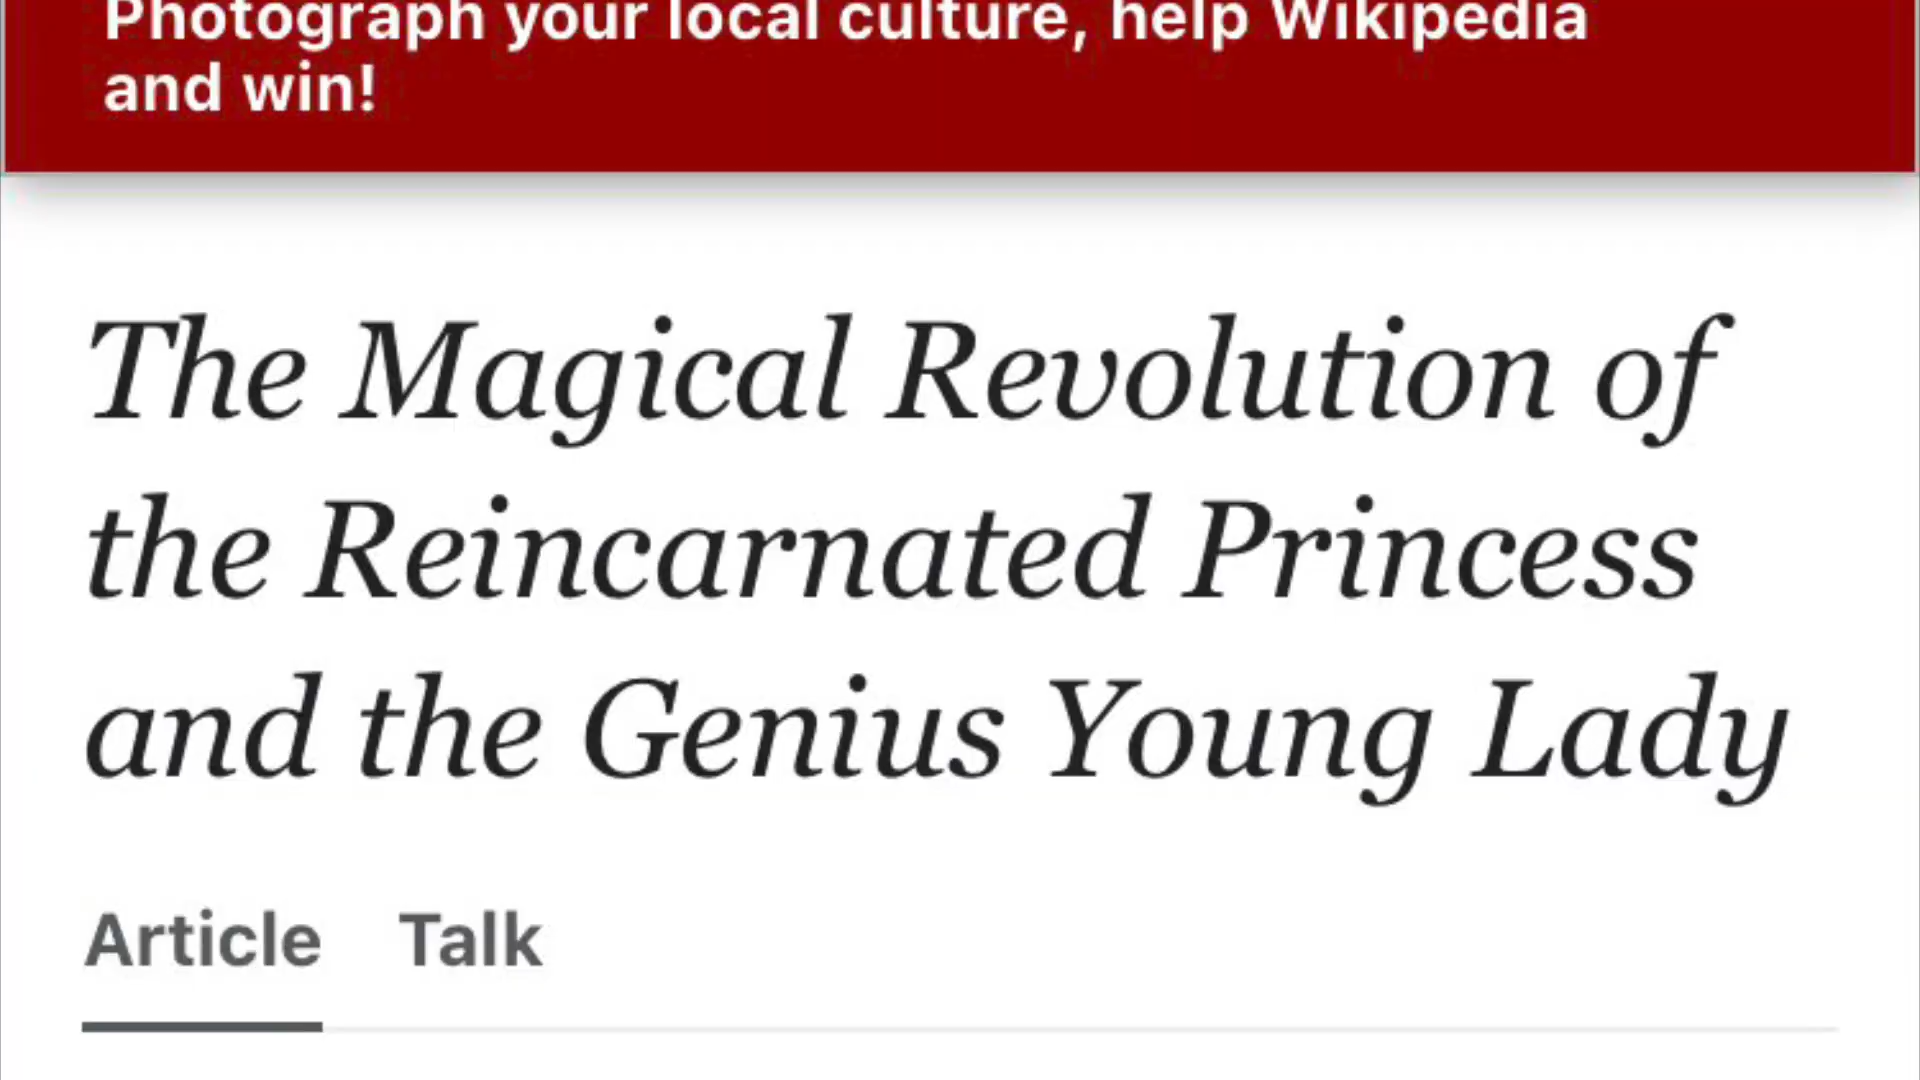 Photograph your local culture, help Wikipedia
and win!
The Magical Revolution of
the Reincarnated Princess
and the Genius Young Lady
Article Talk